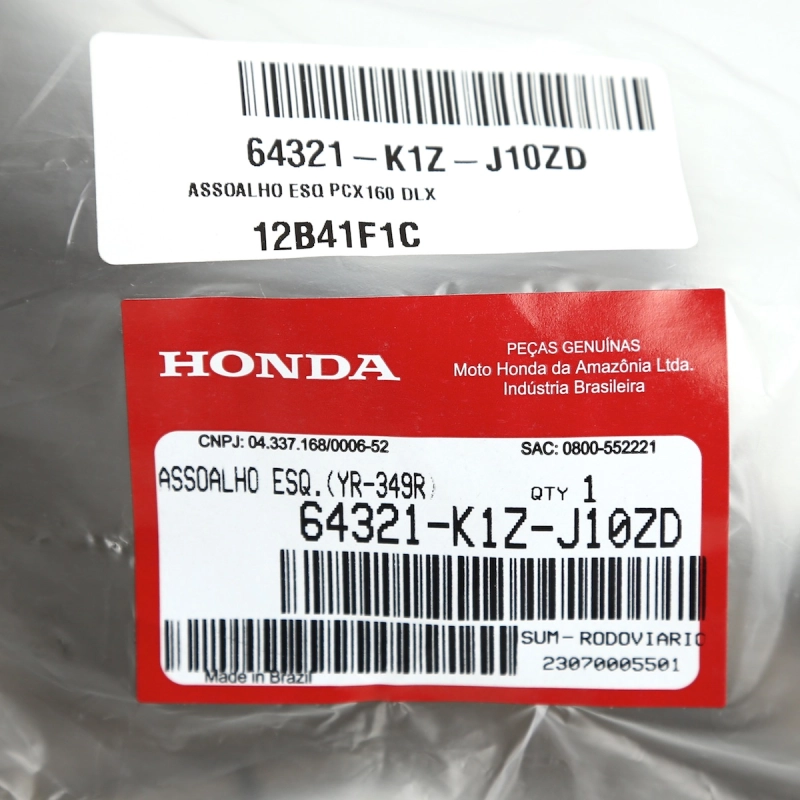 64321-K1Z-J10ZD
ASSOALHO ESQ PCX160 DLX
12B41F1C
HONDA
PEÇAS GENUÍNAS
Moto Honda da Amazônia Ltda.
Indústria Brasileira
CNPJ: 04.337.168/0006-52
SAC: 0800-552221
ASSOALHO ESQ.(YR-349R)
QTY 1
64321-K1Z-J10ZD
SUM-RODOVIARIO
23070005501
Made in Brazil